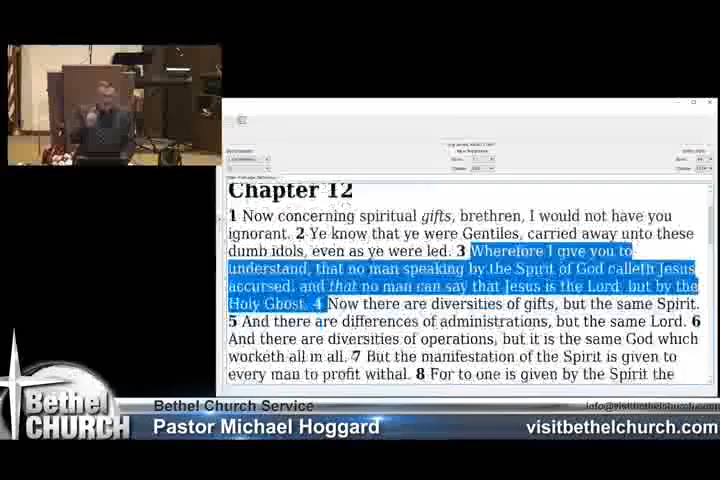 Chapter 12
1 Now concerning spiritual gifts, brethren, I would not have you
ignorant. 2 Ye know that ye were Gentiles, carried away unto these
dumb idols, even as ye were led. 3 Wherefore I give you to
understand, that no man speaking by the Spirit of God calleth Jesus
accursed: and that no man can say that Jesus is the Lord, but by the
Holy Ghost. 4 Now there are diversities of gifts, but the same Spirit.
5 And there are differences of administrations, but the same Lord. 6
And there are diversities of operations, but it is the same God which
worketh all in all. 7 But the manifestation of the Spirit is given to
every man to profit withal. 8 For to one is given by the Spirit the
Bethel
CHURCH
Bethel Church Service
info@visitbethelchurch.com
Pastor Michael Hoggard
visitbethelchurch.com